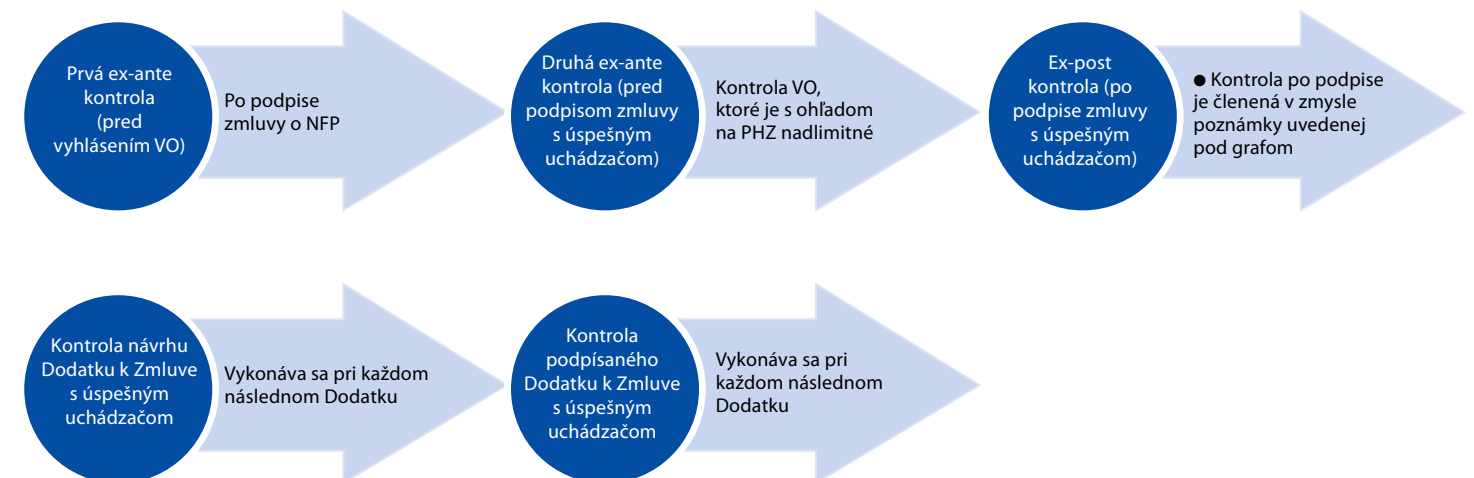 Prvá ex-ante
kontrola
(pred
vyhlásením VO)
Po podpise
zmluvy o NFP
Druhá ex-ante
kontrola (pred
podpisom zmluvy
s úspešným
uchádzačom)
Kontrola VO,
ktoré je s ohľadom
na PHZ nadlimitné
Ex-post
kontrola (po
podpise zmluvy
s úspešným
uchádzačom)
● Kontrola po podpise
je členená v zmysle
poznámky uvedenej
pod grafom
Kontrola návrhu
Dodatku k Zmluve
s úspešným
uchádzačom
Vykonáva sa pri každom
následnom Dodatku
Kontrola
podpísaného
Dodatku k Zmluve
s úspešným
uchádzačom
Vykonáva sa pri
každom následnom
Dodatku